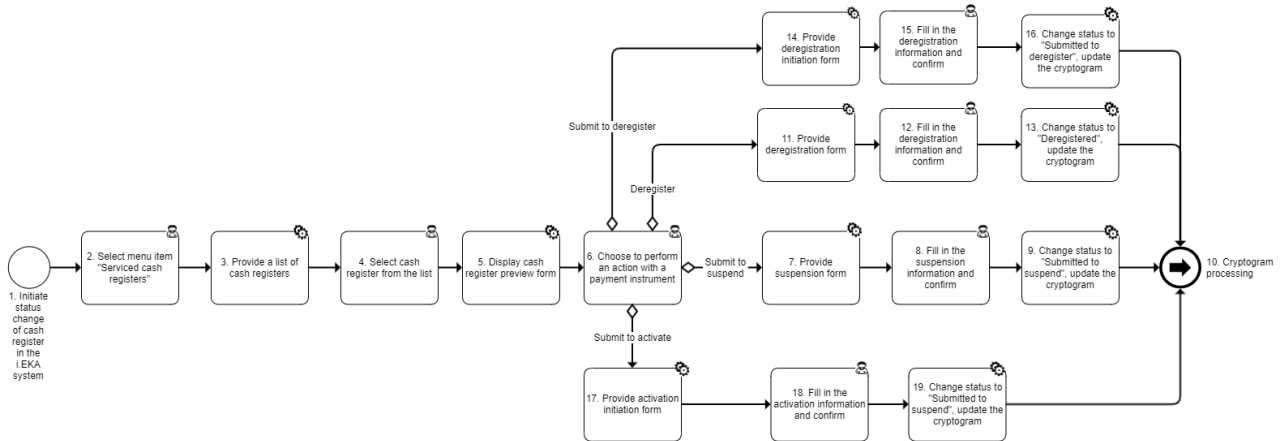 14. Provide
deregistration
initiation form
15. Fill in the
deregistration
information and
confirm
16. Change status to
"Submitted to
deregister", update
the cryptogram
Submit to deregister
11. Provide
deregistration form
12. Fill in the
deregistration
information and
confirm
13. Change status to
"Deregistered",
update the
cryptogram
Deregister
1. Initiate
status
change
of cash
register
in the
i.EKA
system
2. Select menu item
"Serviced cash
registers"
3. Provide a list of
cash registers
4. Select cash
register from the list
5. Display cash
register preview form
6. Choose to perform
an action with a
payment instrument
Submit to
suspend
7. Provide
suspension form
8. Fill in the
suspension
information and
confirm
9. Change status to
"Submitted to
suspend", update the
cryptogram
10. Cryptogram
processing
Submit to activate
17. Provide activation
initiation form
18. Fill in the
activation information
and confirm
19. Change status to
"Submitted to
suspend", update the
cryptogram